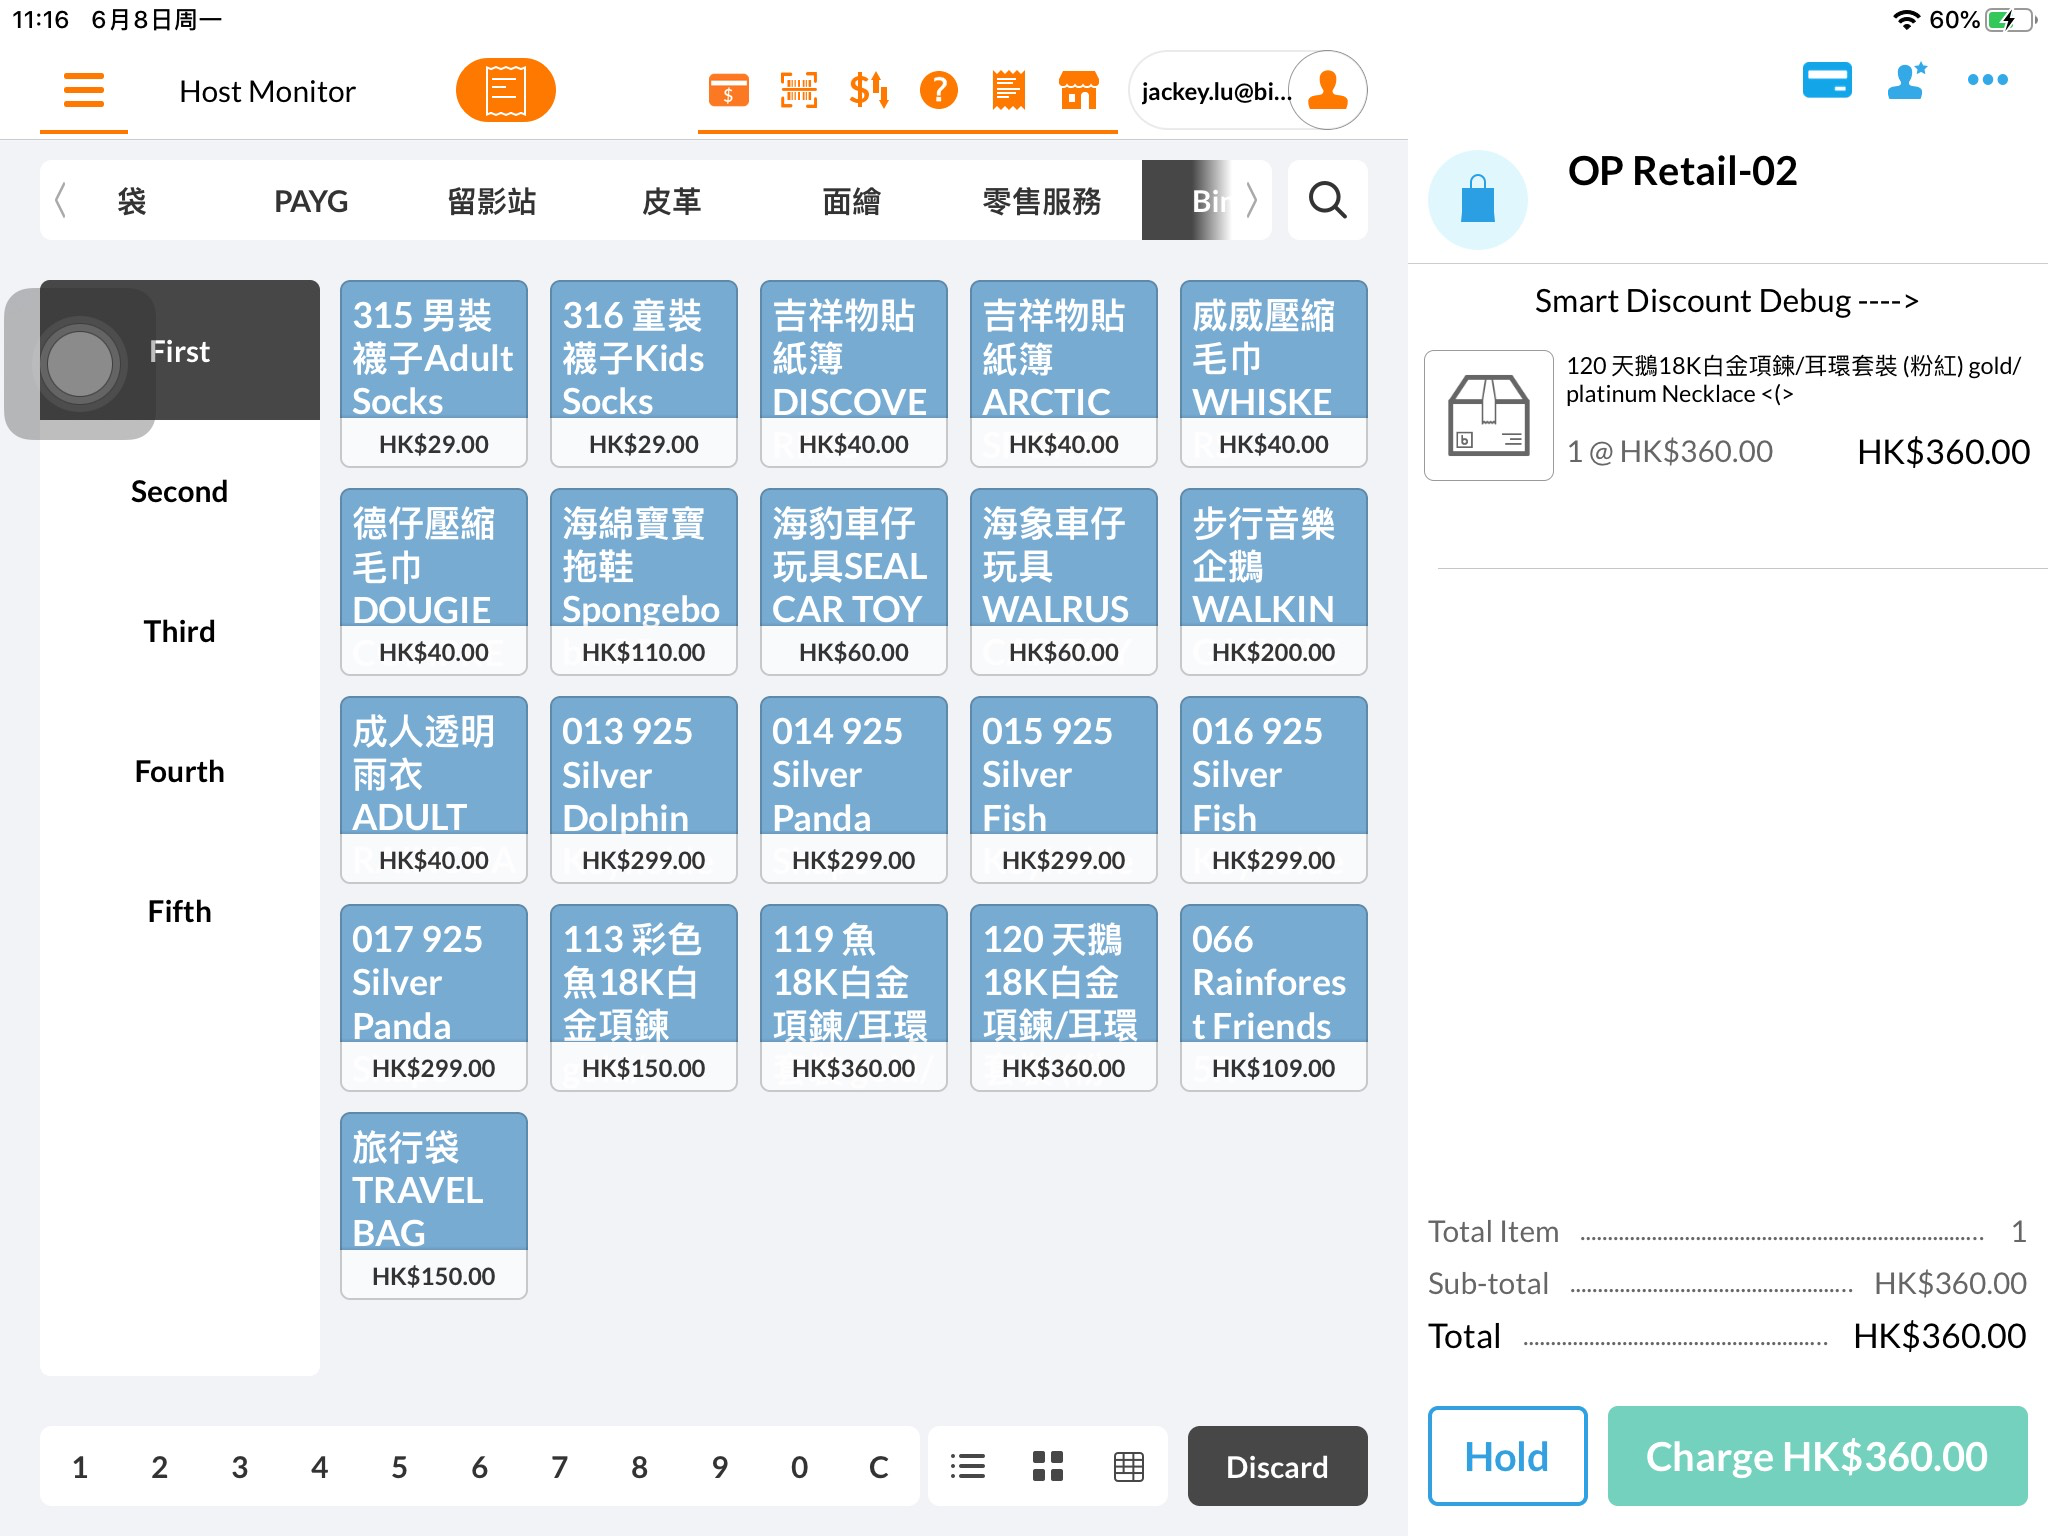 11:16 6月8日周一
60%
Host Monitor
jackey.lu@bi...
袋 PAYG 留影站 皮革 面繪 零售服務 Bir
First
Second
Third
Fourth
Fifth
315 男裝
襪子Adult
Socks
HK$29.00
316 童裝
襪子Kids
Socks
HK$29.00
吉祥物貼
紙簿
DISCOVE
HK$40.00
吉祥物貼
紙簿
ARCTIC
HK$40.00
威威壓縮
毛巾
WHISKE
HK$40.00
德仔壓縮
毛巾
DOUGIE
HK$40.00
海綿寶寶
拖鞋
Spongebo
HK$110.00
海豹車仔
玩具SEAL
CAR TOY
HK$60.00
海象車仔
玩具
WALRUS
HK$60.00
步行音樂
企鵝
WALKIN
HK$200.00
成人透明
雨衣
ADULT
HK$40.00
013 925
Silver
Dolphin
HK$299.00
014 925
Silver
Panda
HK$299.00
015 925
Silver
Fish
HK$299.00
016 925
Silver
Fish
HK$299.00
017 925
Silver
Panda
HK$299.00
113 彩色
魚18K白
金項鍊
HK$150.00
119 魚
18K白金
項鍊/耳環
HK$360.00
120 天鵝
18K白金
項鍊/耳環
HK$360.00
066
Rainfores
t Friends
HK$109.00
旅行袋
TRAVEL
BAG
HK$150.00
1 2 3 4 5 6 7 8 9 0 C
Discard
OP Retail-02
Smart Discount Debug ---->
120 天鵝18K白金項鍊/耳環套裝 (粉紅) gold/
platinum Necklace <(>
1 @ HK$360.00 HK$360.00
Total Item 1
Sub-total HK$360.00
Total HK$360.00
Hold
Charge HK$360.00